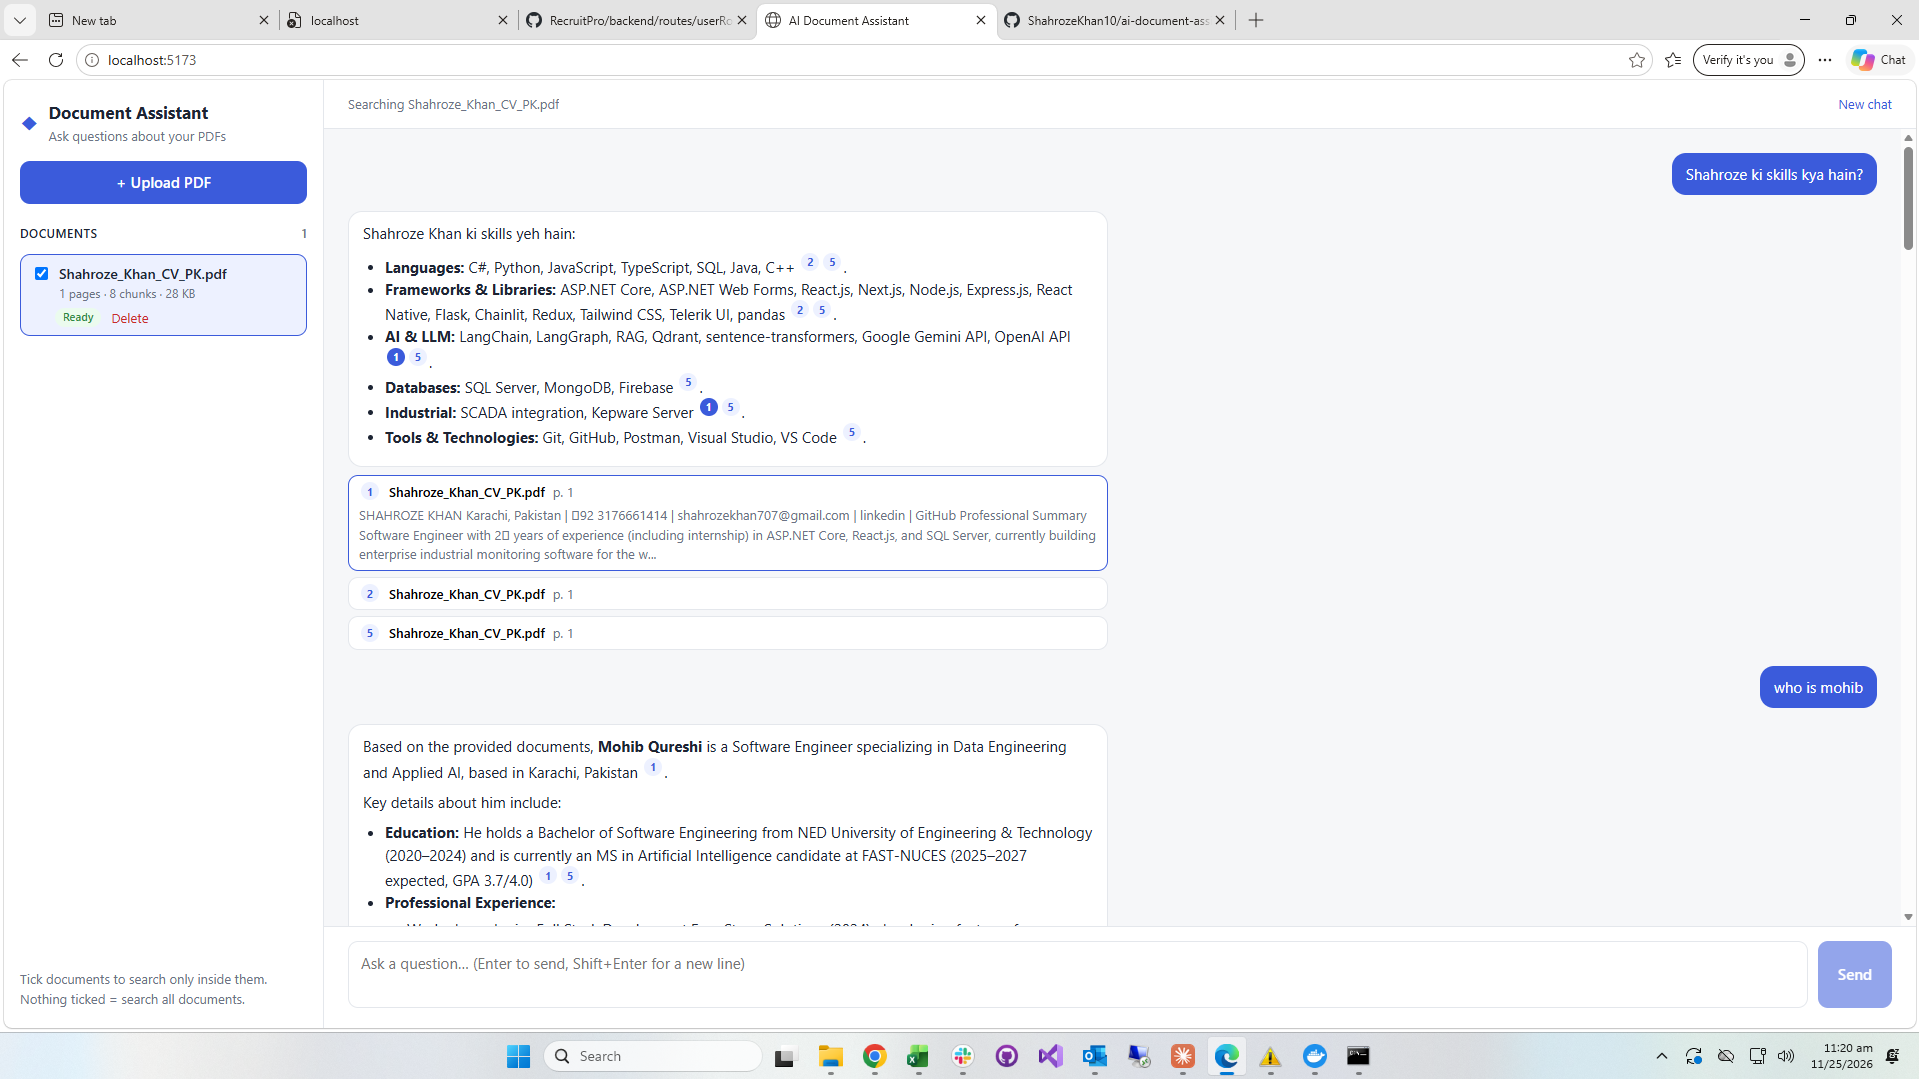 New tab
localhost
RecruitPro/backend/routes/userRo
AI Document Assistant
ShahrozeKhan10/ai-document-ass
localhost:5173
Verify it's you
Chat
Document Assistant
Ask questions about your PDFs
+ Upload PDF
DOCUMENTS 1
Shahroze_Khan_CV_PK.pdf
1 pages · 8 chunks · 28 KB
Ready Delete
Tick documents to search only inside them.
Nothing ticked = search all documents.
Searching Shahroze_Khan_CV_PK.pdf
New chat
Shahroze ki skills kya hain?
Shahroze Khan ki skills yeh hain:
• Languages: C#, Python, JavaScript, TypeScript, SQL, Java, C++ 2 5 .
• Frameworks & Libraries: ASP.NET Core, ASP.NET Web Forms, React.js, Next.js, Node.js, Express.js, React
Native, Flask, Chainlit, Redux, Tailwind CSS, Telerik UI, pandas 2 5 .
• AI & LLM: LangChain, LangGraph, RAG, Qdrant, sentence-transformers, Google Gemini API, OpenAI API
1 5 .
• Databases: SQL Server, MongoDB, Firebase 5 .
• Industrial: SCADA integration, Kepware Server 1 5 .
• Tools & Technologies: Git, GitHub, Postman, Visual Studio, VS Code 5 .
1 Shahroze_Khan_CV_PK.pdf p. 1
SHAHROZE KHAN Karachi, Pakistan | 92 3176661414 | shahrozekhan707@gmail.com | linkedin | GitHub Professional Summary
Software Engineer with 2 years of experience (including internship) in ASP.NET Core, React.js, and SQL Server, currently building
enterprise industrial monitoring software for the w...
2 Shahroze_Khan_CV_PK.pdf p. 1
5 Shahroze_Khan_CV_PK.pdf p. 1
who is mohib
Based on the provided documents, Mohib Qureshi is a Software Engineer specializing in Data Engineering
and Applied AI, based in Karachi, Pakistan 1 .
Key details about him include:
• Education: He holds a Bachelor of Software Engineering from NED University of Engineering & Technology
(2020–2024) and is currently an MS in Artificial Intelligence candidate at FAST-NUCES (2025–2027
expected, GPA 3.7/4.0) 1 5 .
• Professional Experience:
Ask a question... (Enter to send, Shift+Enter for a new line)
Send
Search
11:20 am
11/25/2026